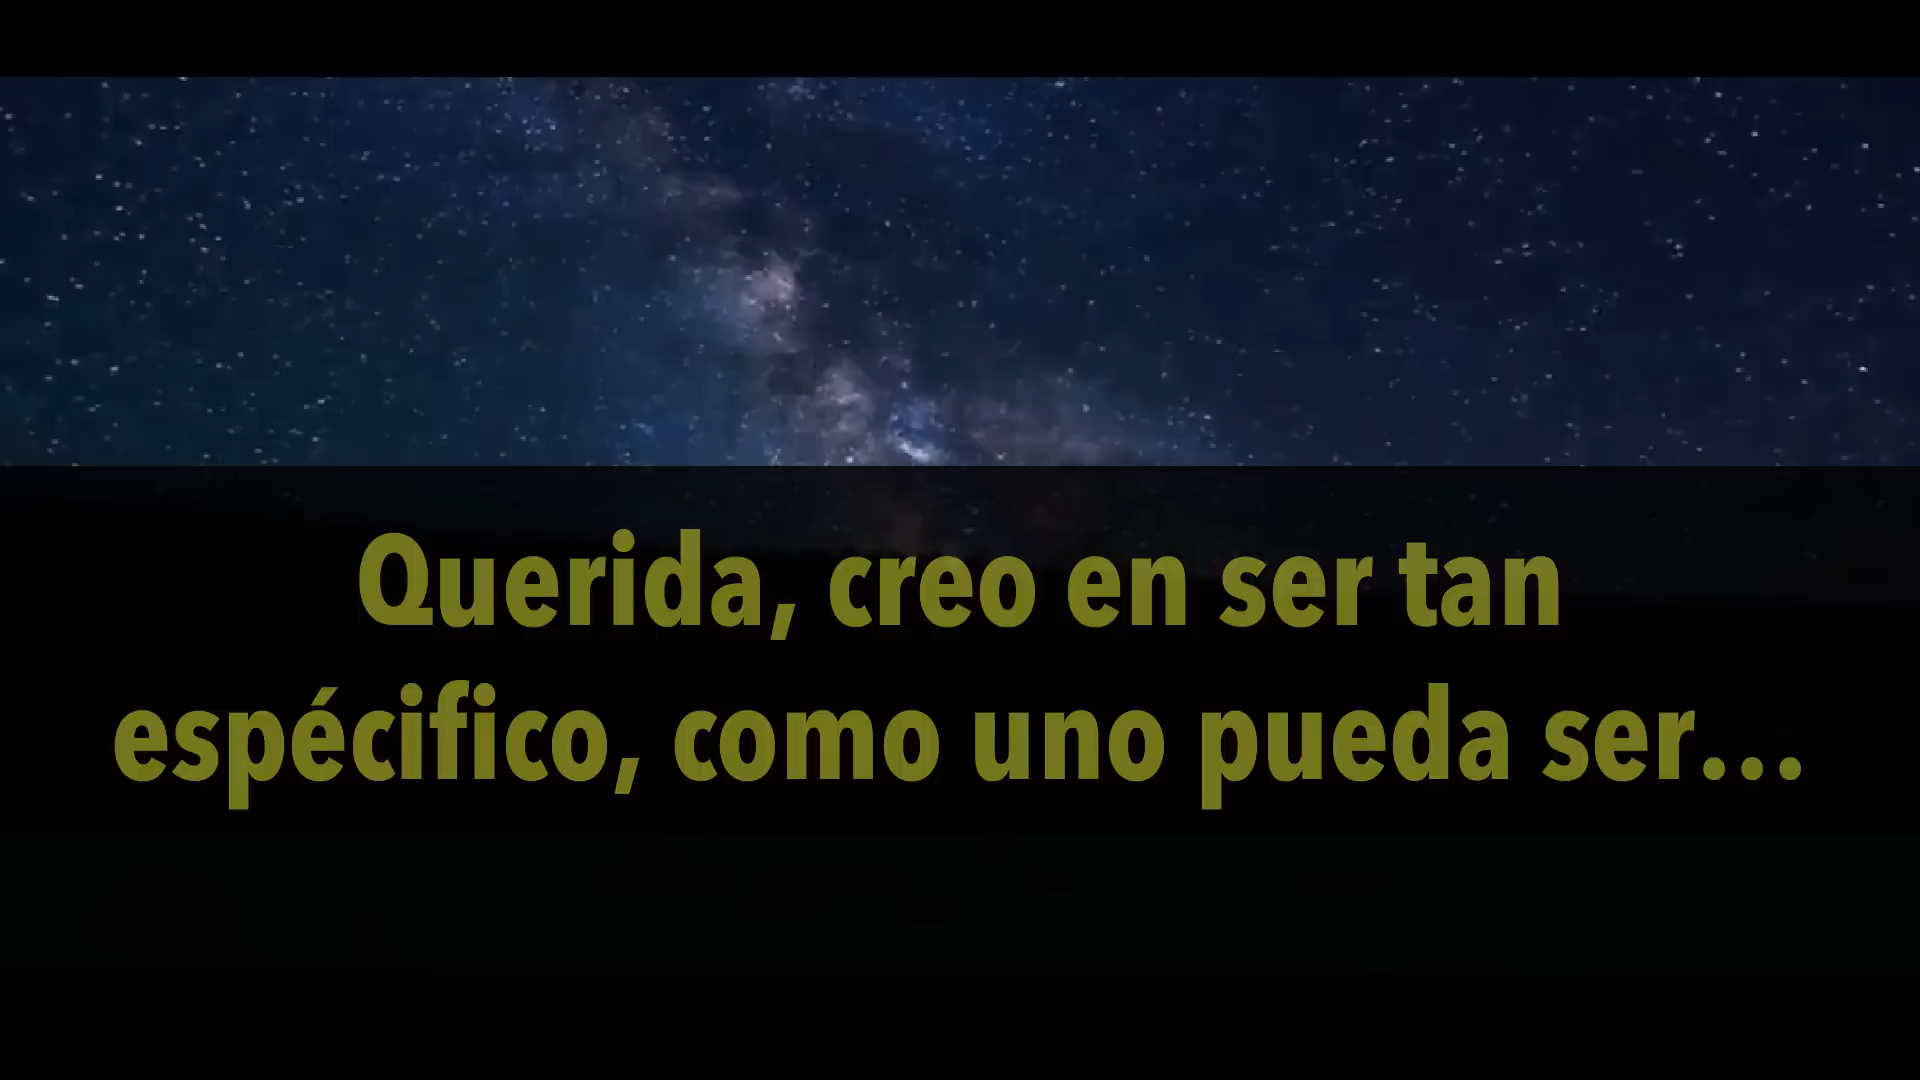 Querida, creo en ser tan
espécifico, como uno pueda ser...